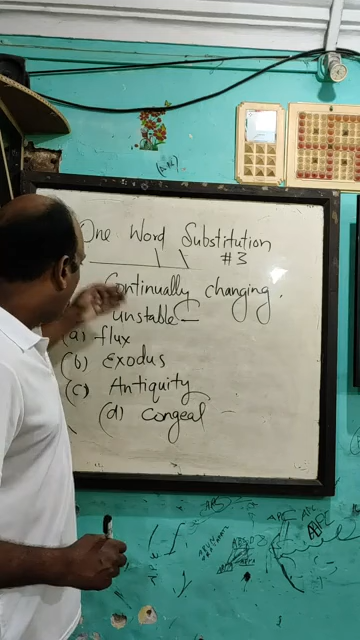 One Word Substitution
#3
Continually changing.
unstable —
(a) flux
(b) Exodus
(c) Antiquity
(d) Congeal